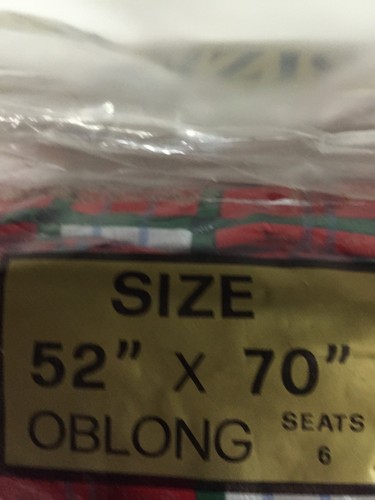 SIZE
52" X 70"
OBLONG SEATS
6